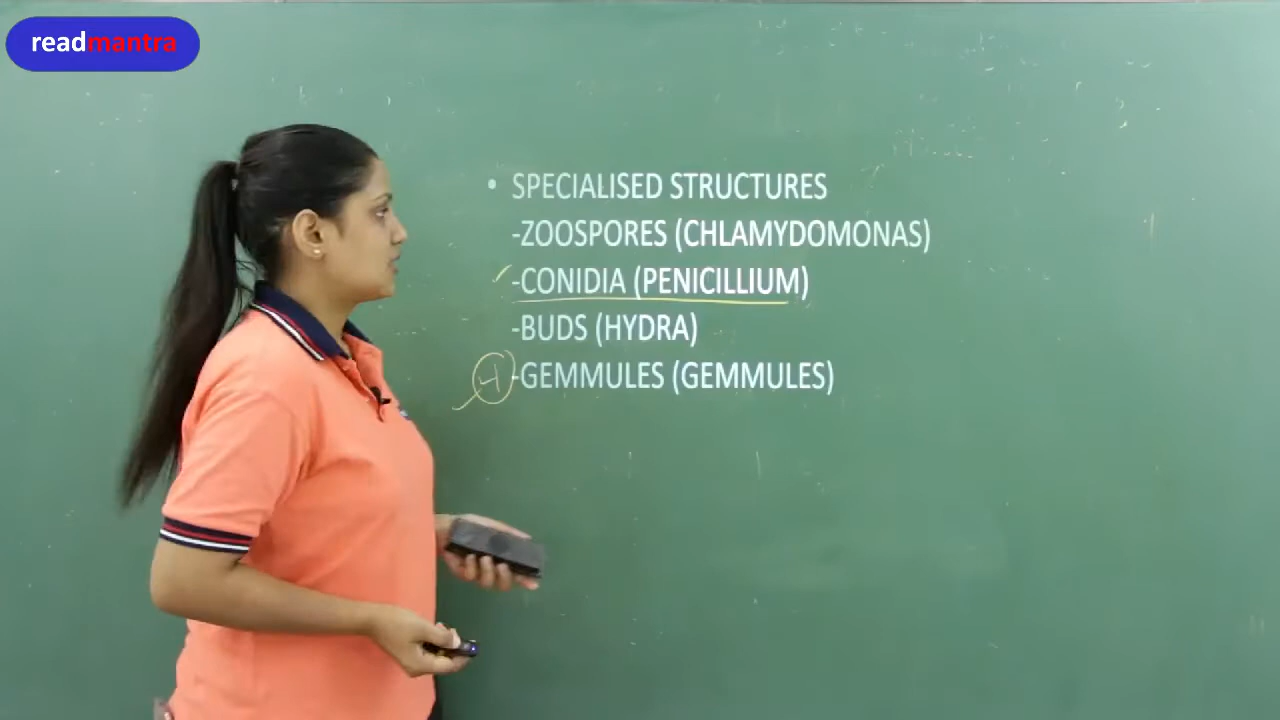 readmantra
• SPECIALISED STRUCTURES
-ZOOSPORES (CHLAMYDOMONAS)
-CONIDIA (PENICILLIUM)
-BUDS (HYDRA)
-GEMMULES (GEMMULES)